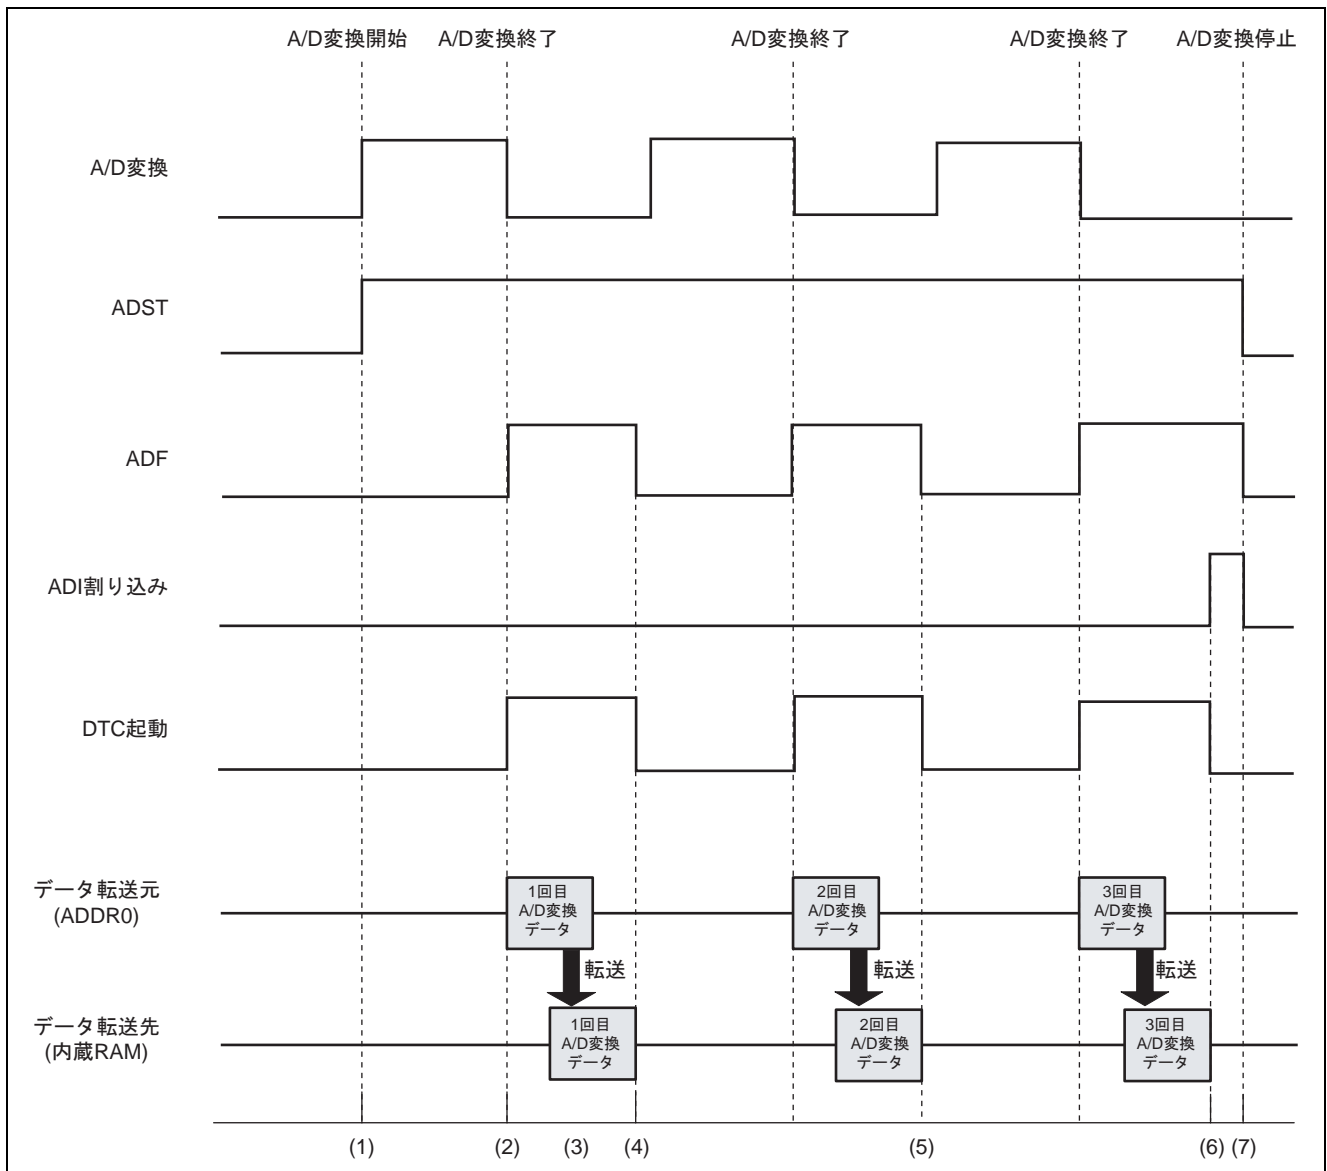 A/D変換開始 A/D変換終了 A/D変換終了 A/D変換終了 A/D変換停止
A/D変換
ADST
ADF
ADI割り込み
DTC起動
データ転送元
(ADDR0)
1回目
A/D変換
データ
2回目
A/D変換
データ
3回目
A/D変換
データ
転送 転送 転送
データ転送先
(内蔵RAM)
1回目
A/D変換
データ
2回目
A/D変換
データ
3回目
A/D変換
データ
(1) (2) (3) (4) (5) (6) (7)